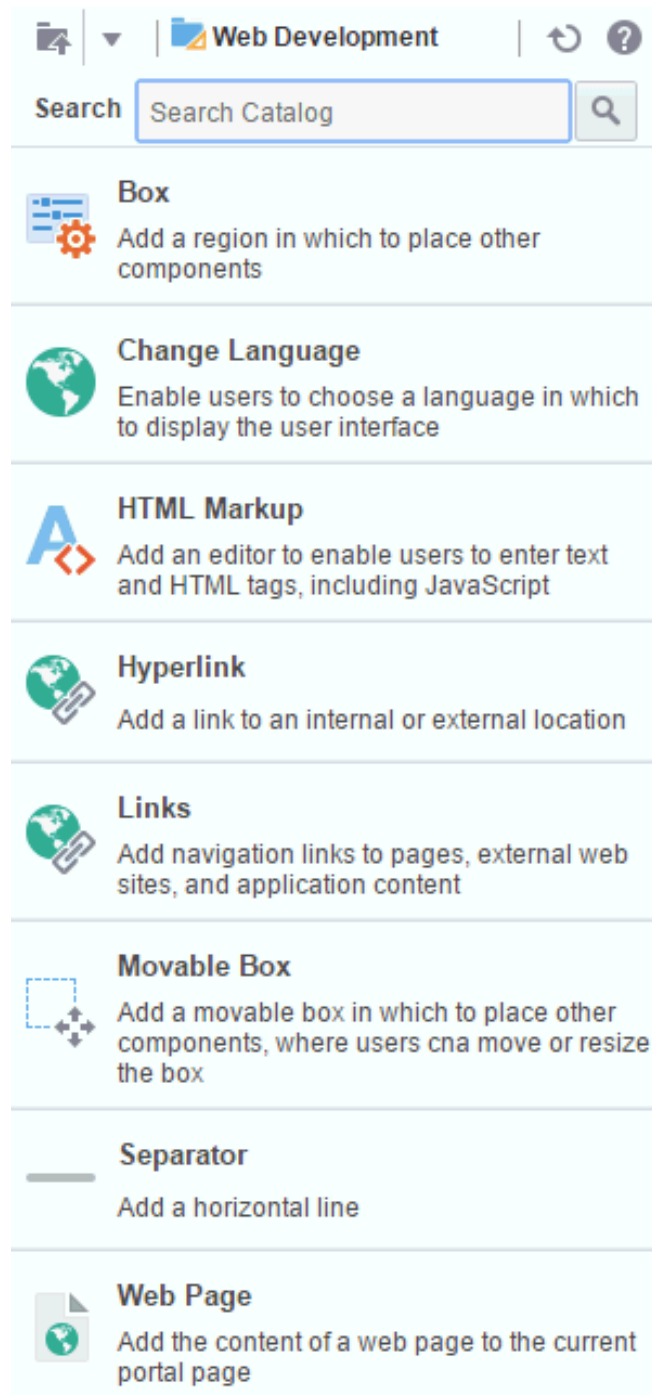 Web Development
Search Search Catalog
Box
Add a region in which to place other
components
Change Language
Enable users to choose a language in which
to display the user interface
HTML Markup
Add an editor to enable users to enter text
and HTML tags, including JavaScript
Hyperlink
Add a link to an internal or external location
Links
Add navigation links to pages, external web
sites, and application content
Movable Box
Add a movable box in which to place other
components, where users cna move or resize
the box
Separator
Add a horizontal line
Web Page
Add the content of a web page to the current
portal page